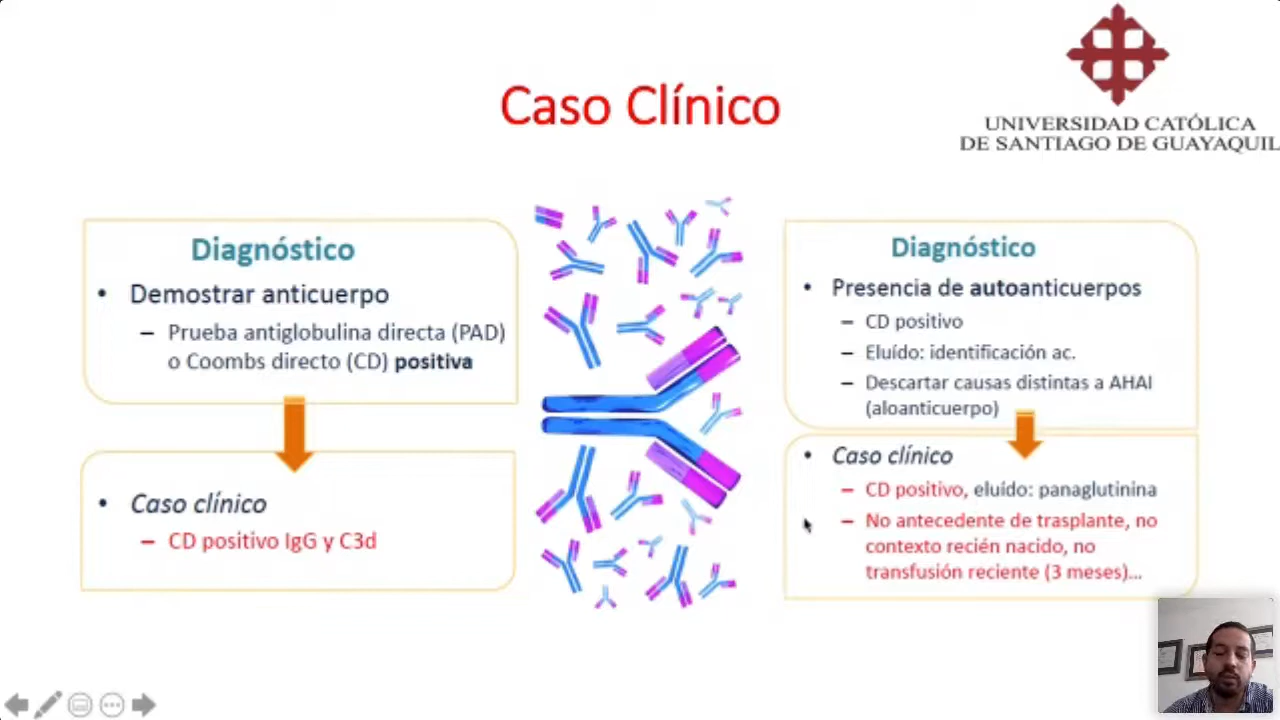 Caso Clínico
UNIVERSIDAD CATÓLICA
DE SANTIAGO DE GUAYAQUIL
Diagnóstico
• Demostrar anticuerpo
– Prueba antiglobulina directa (PAD)
o Coombs directo (CD) positiva
• Caso clínico
– CD positivo IgG y C3d
Diagnóstico
• Presencia de autoanticuerpos
– CD positivo
– Eluído: identificación ac.
– Descartar causas distintas a AHAI
(aloanticuerpo)
• Caso clínico
– CD positivo, eluído: panaglutinina
– No antecedente de trasplante, no
contexto recién nacido, no
transfusión reciente (3 meses)...